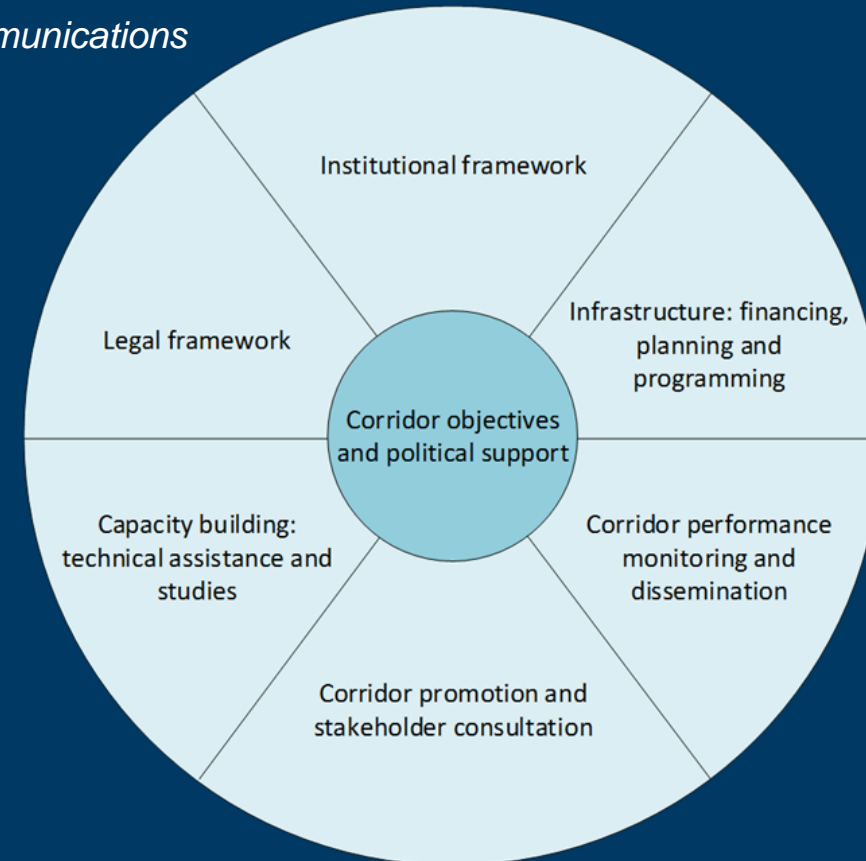 Institutional framework
Legal framework
Infrastructure: financing,
planning and
programming
Corridor objectives
and political support
Capacity building:
technical assistance and
studies
Corridor performance
monitoring and
dissemination
Corridor promotion and
stakeholder consultation